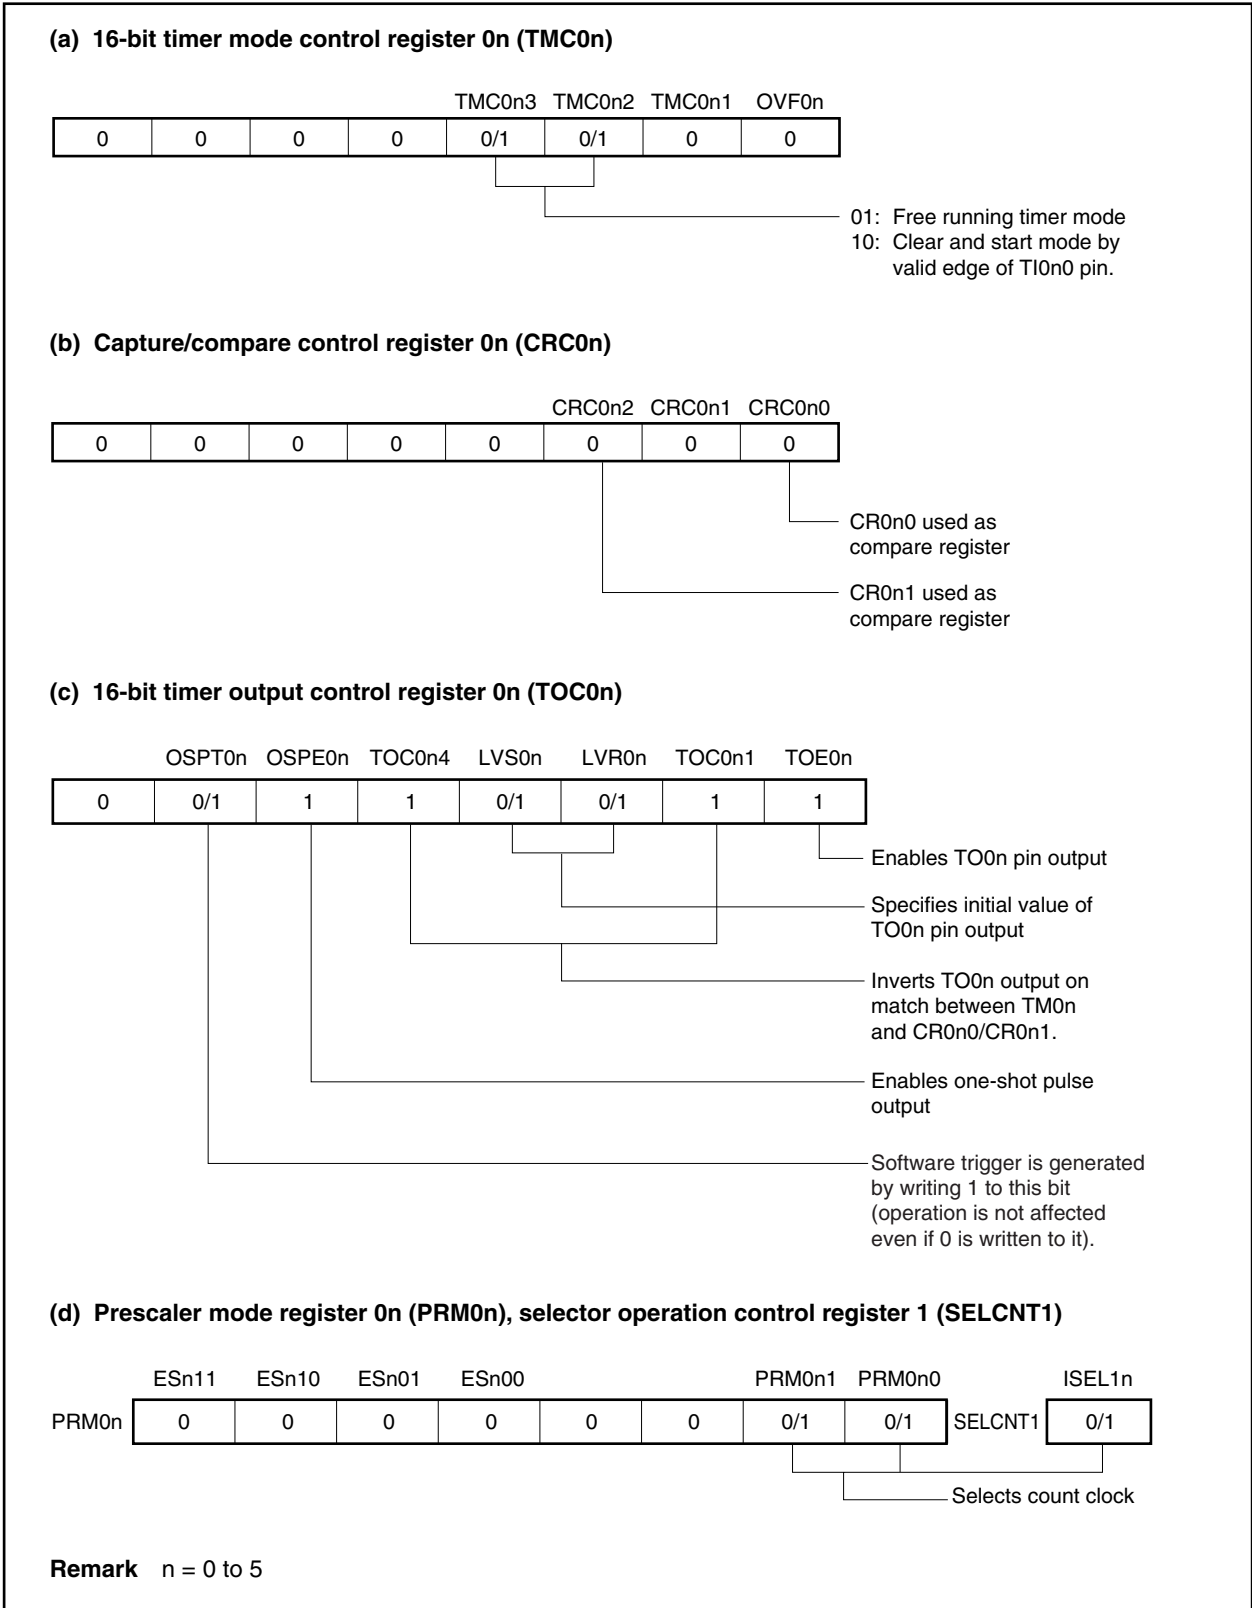 (a) 16-bit timer mode control register 0n (TMC0n)
TMC0n3 TMC0n2 TMC0n1 OVF0n
0 0 0 0 0/1 0/1 0 0
01: Free running timer mode
10: Clear and start mode by
valid edge of TI0n0 pin.
(b) Capture/compare control register 0n (CRC0n)
CRC0n2 CRC0n1 CRC0n0
0 0 0 0 0 0 0 0
CR0n0 used as
compare register
CR0n1 used as
compare register
(c) 16-bit timer output control register 0n (TOC0n)
OSPT0n OSPE0n TOC0n4 LVS0n LVR0n TOC0n1 TOE0n
0 0/1 1 1 0/1 0/1 1 1
Enables TO0n pin output
Specifies initial value of
TO0n pin output
Inverts TO0n output on
match between TM0n
and CR0n0/CR0n1.
Enables one-shot pulse
output
Software trigger is generated
by writing 1 to this bit
(operation is not affected
even if 0 is written to it).
(d) Prescaler mode register 0n (PRM0n), selector operation control register 1 (SELCNT1)
ESn11 ESn10 ESn01 ESn00 PRM0n1 PRM0n0 ISEL1n
PRM0n 0 0 0 0 0 0 0/1 0/1 SELCNT1 0/1
Selects count clock
Remark n = 0 to 5